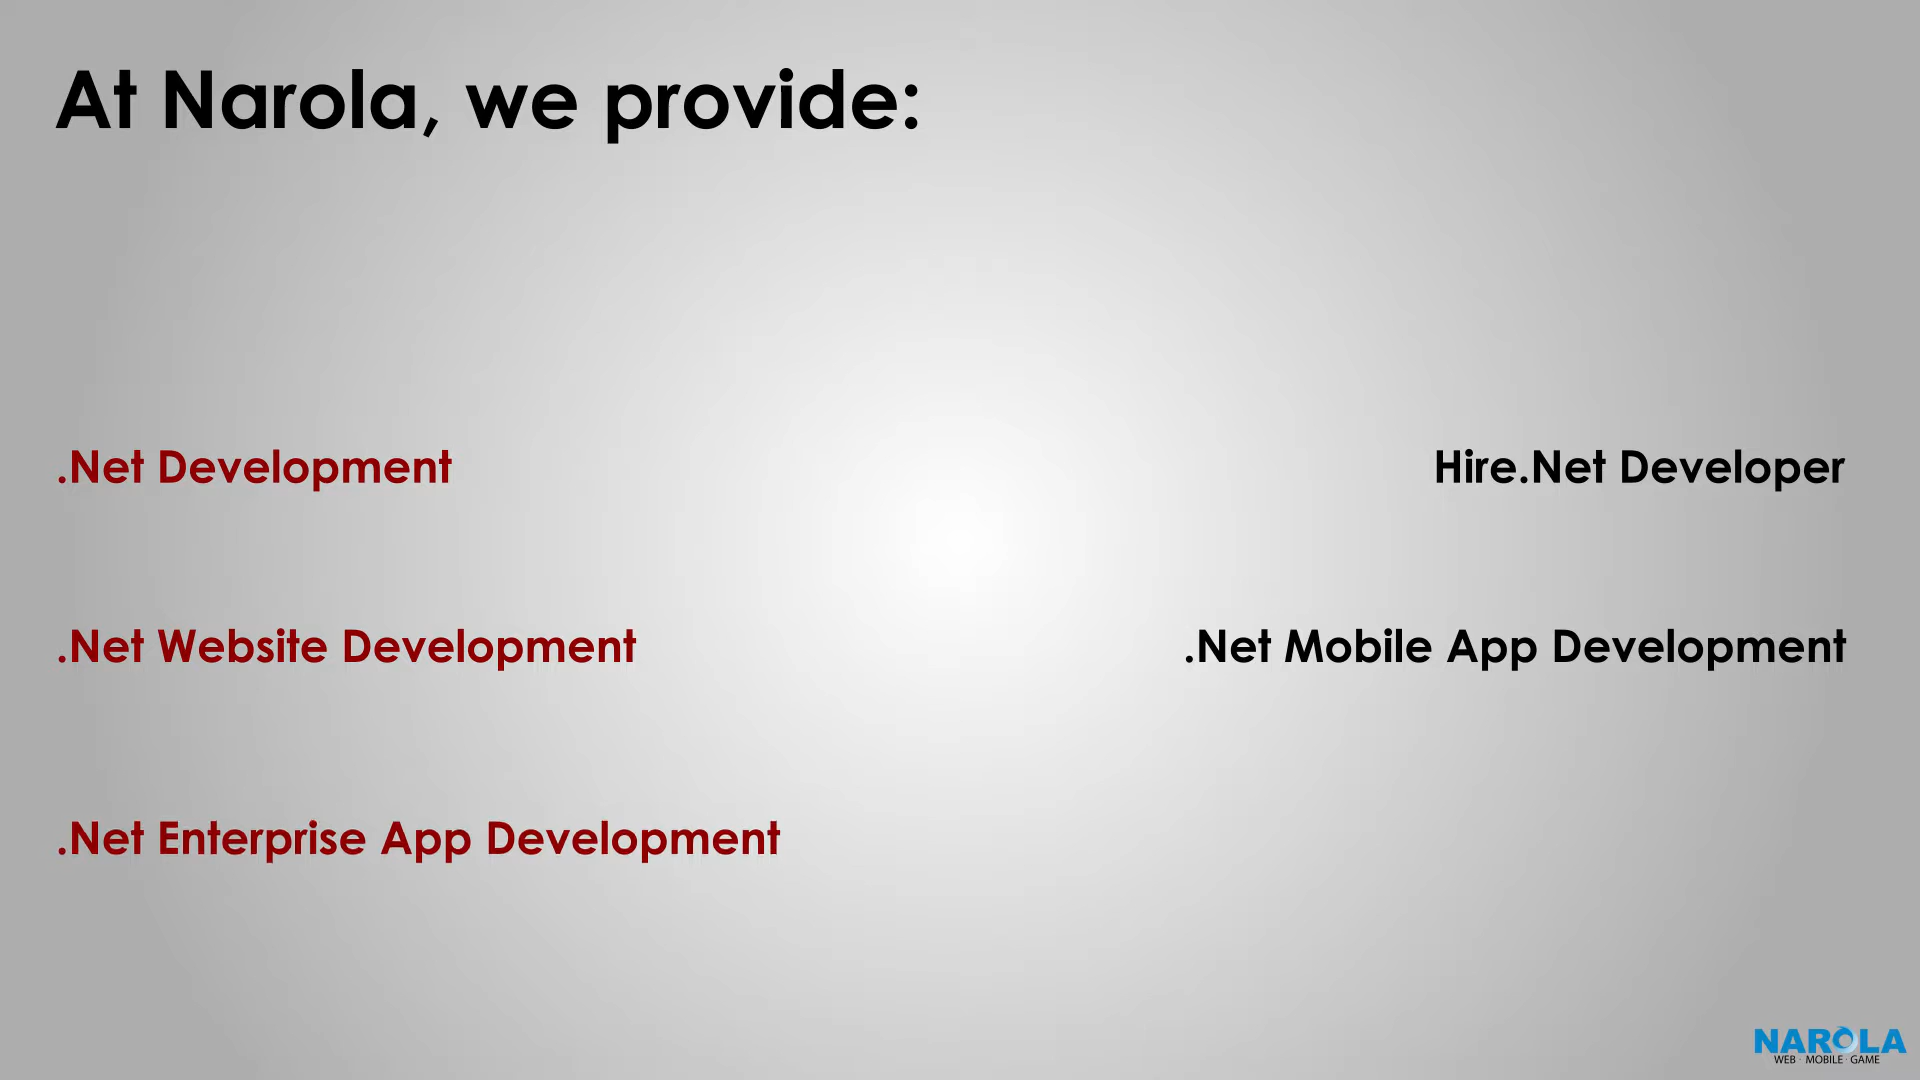 At Narola, we provide:
.Net Development
Hire.Net Developer
.Net Website Development
.Net Mobile App Development
.Net Enterprise App Development
NAROLA
WEB · MOBILE · GAME